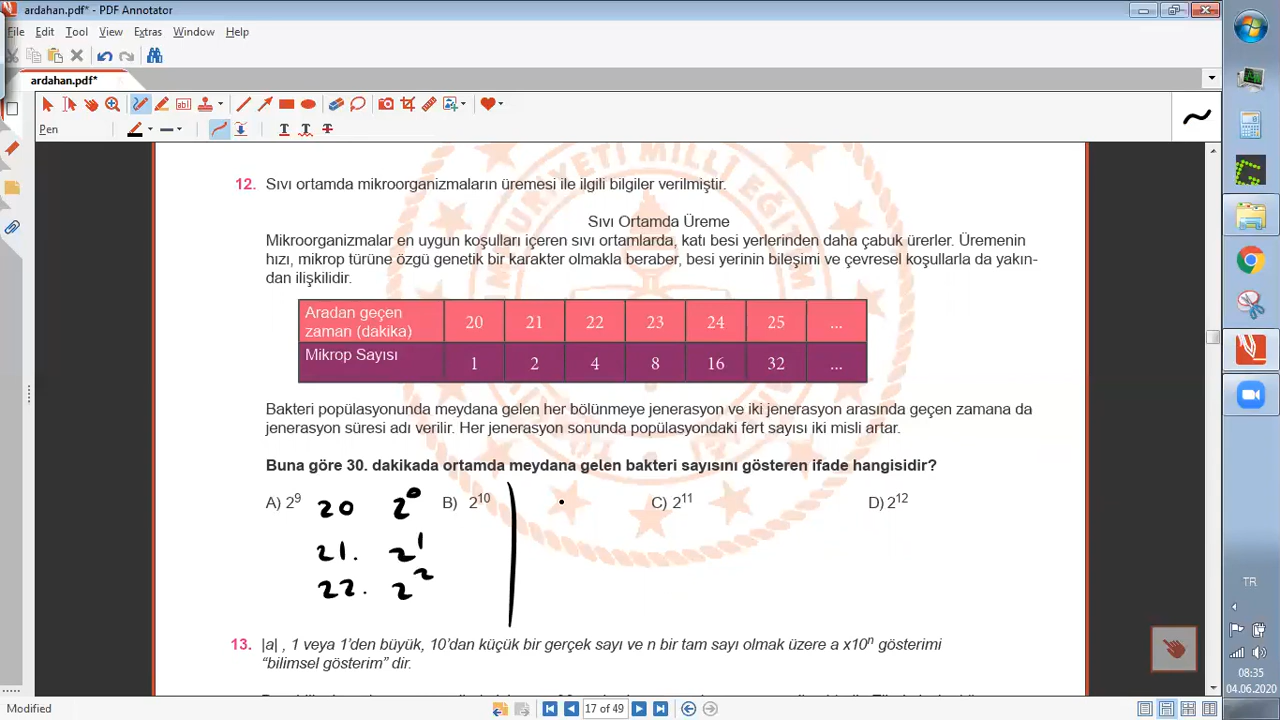 ardahan.pdf* - PDF Annotator
File Edit Tool View Insert Extras Window Help
ardahan.pdf*
Pen
12. Sıvı ortamda mikroorganizmaların üremesi ile ilgili bilgiler verilmiştir.
Sıvı Ortamda Üreme
Mikroorganizmalar en uygun koşulları içeren sıvı ortamlarda, katı besi yerlerinden daha çabuk ürerler. Üremenin
hızı, mikrop türüne özgü genetik bir karakter olmakla beraber, besi yerinin bileşimi ve çevresel koşullarla da yakın-
dan ilişkilidir.
Aradan geçen
zaman (dakika) 20 21 22 23 24 25 ...
Mikrop Sayısı 1 2 4 8 16 32 ...
Bakteri popülasyonunda meydana gelen her bölünmeye jenerasyon ve iki jenerasyon arasında geçen zamana da
jenerasyon süresi adı verilir. Her jenerasyon sonunda popülasyondaki fert sayısı iki misli artar.
Buna göre 30. dakikada ortamda meydana gelen bakteri sayısını gösteren ifade hangisidir?
A) 2⁹ 20 2⁰ B) 2¹⁰ C) 2¹¹ D) 2¹²
21. 2¹
22. 2²
13. |a| , 1 veya 1'den büyük, 10'dan küçük bir gerçek sayı ve n bir tam sayı olmak üzere a x10ⁿ gösterimi
“bilimsel gösterim” dir.
TR
08:35
04.06.2020
Modified
17 of 49